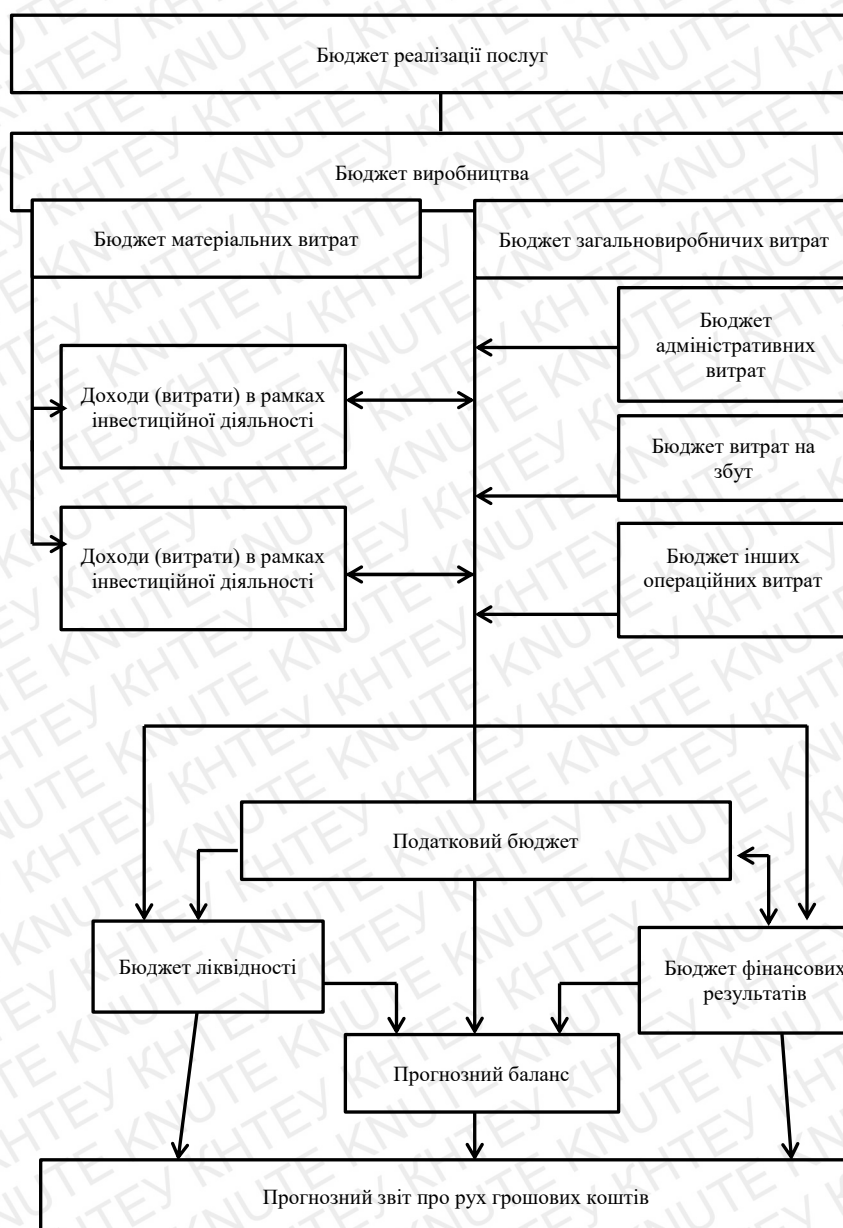 Бюджет реалізації послуг
Бюджет виробництва
Бюджет матеріальних витрат
Бюджет загальновиробничих витрат
Бюджет
адміністративних
витрат
Доходи (витрати) в рамках
інвестиційної діяльності
Бюджет витрат на
збут
Доходи (витрати) в рамках
інвестиційної діяльності
Бюджет інших
операційних витрат
Податковий бюджет
Бюджет ліквідності
Бюджет фінансових
результатів
Прогнозний баланс
Прогнозний звіт про рух грошових коштів